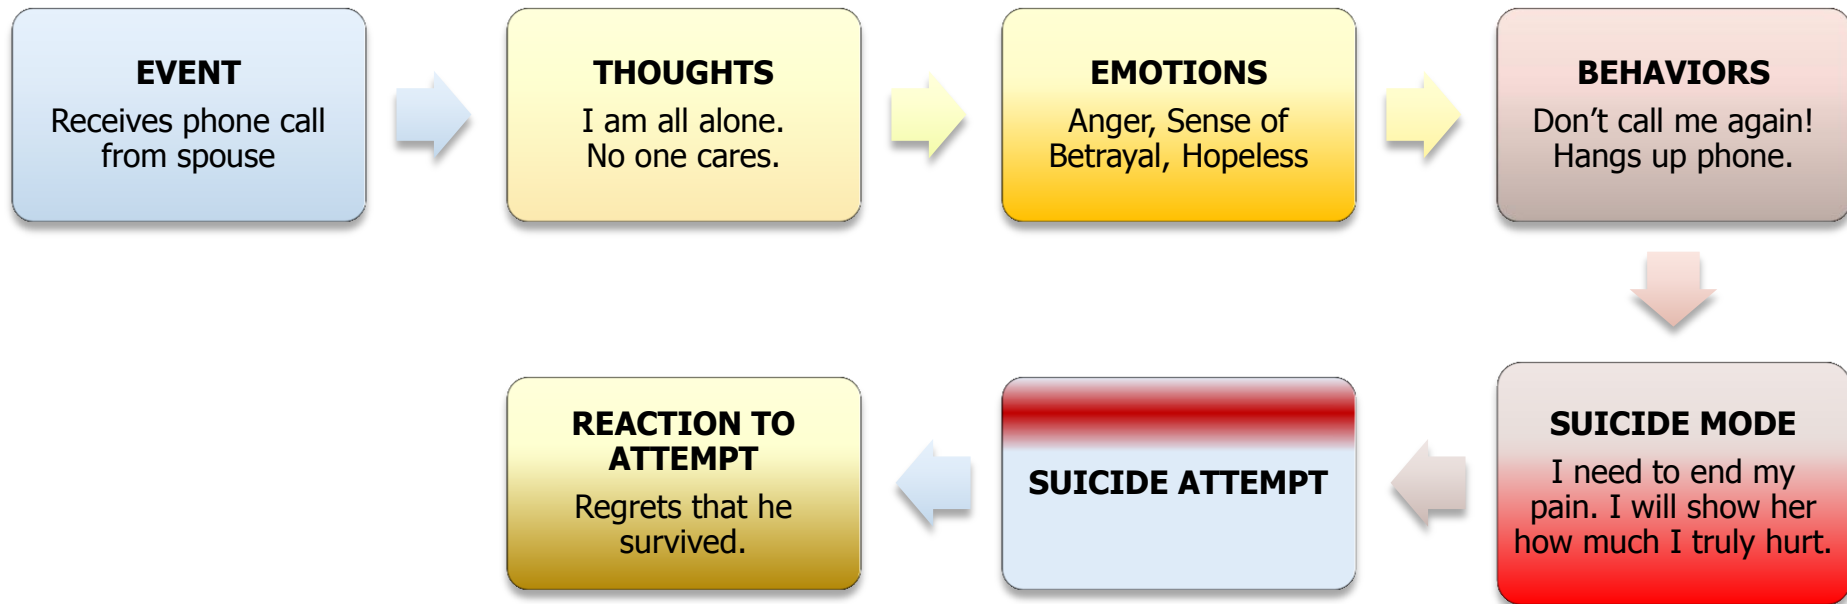 EVENT
Receives phone call
from spouse
THOUGHTS
I am all alone.
No one cares.
EMOTIONS
Anger, Sense of
Betrayal, Hopeless
BEHAVIORS
Don’t call me again!
Hangs up phone.
SUICIDE MODE
I need to end my
pain. I will show her
how much I truly hurt.
SUICIDE ATTEMPT
REACTION TO
ATTEMPT
Regrets that he
survived.